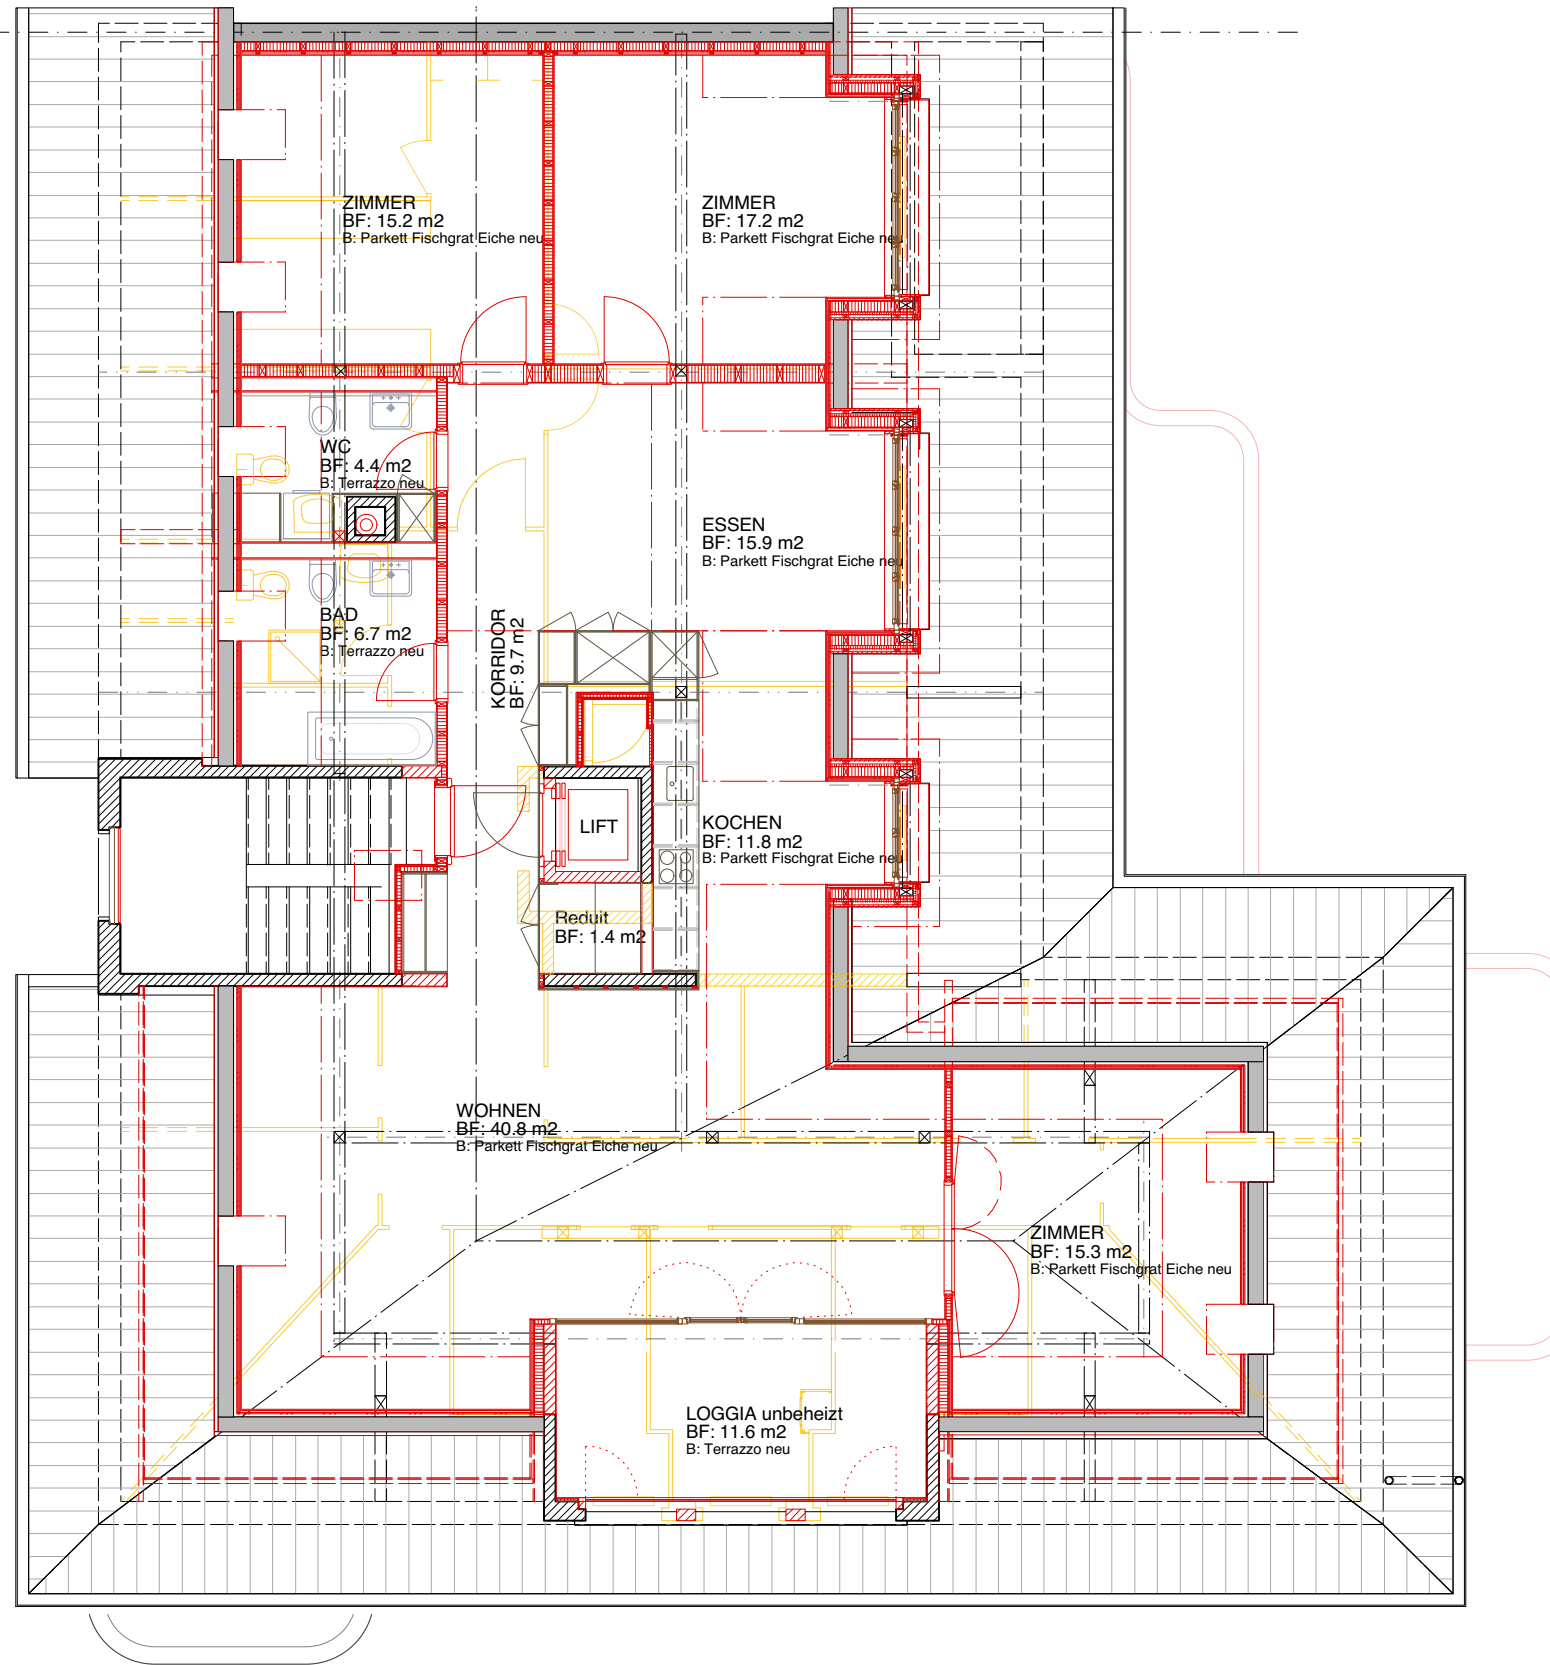 ZIMMER
BF: 15.2 m2
B: Parkett Fischgrat Eiche neu
ZIMMER
BF: 17.2 m2
B: Parkett Fischgrat Eiche neu
WC
BF: 4.4 m2
B: Terrazzo neu
ESSEN
BF: 15.9 m2
B: Parkett Fischgrat Eiche neu
BAD
BF: 6.7 m2
B: Terrazzo neu
KORRIDOR
BF: 9.7 m2
LIFT
KOCHEN
BF: 11.8 m2
B: Parkett Fischgrat Eiche neu
Reduit
BF: 1.4 m2
WOHNEN
BF: 40.8 m2
B: Parkett Fischgrat Eiche neu
ZIMMER
BF: 15.3 m2
B: Parkett Fischgrat Eiche neu
LOGGIA unbeheizt
BF: 11.6 m2
B: Terrazzo neu